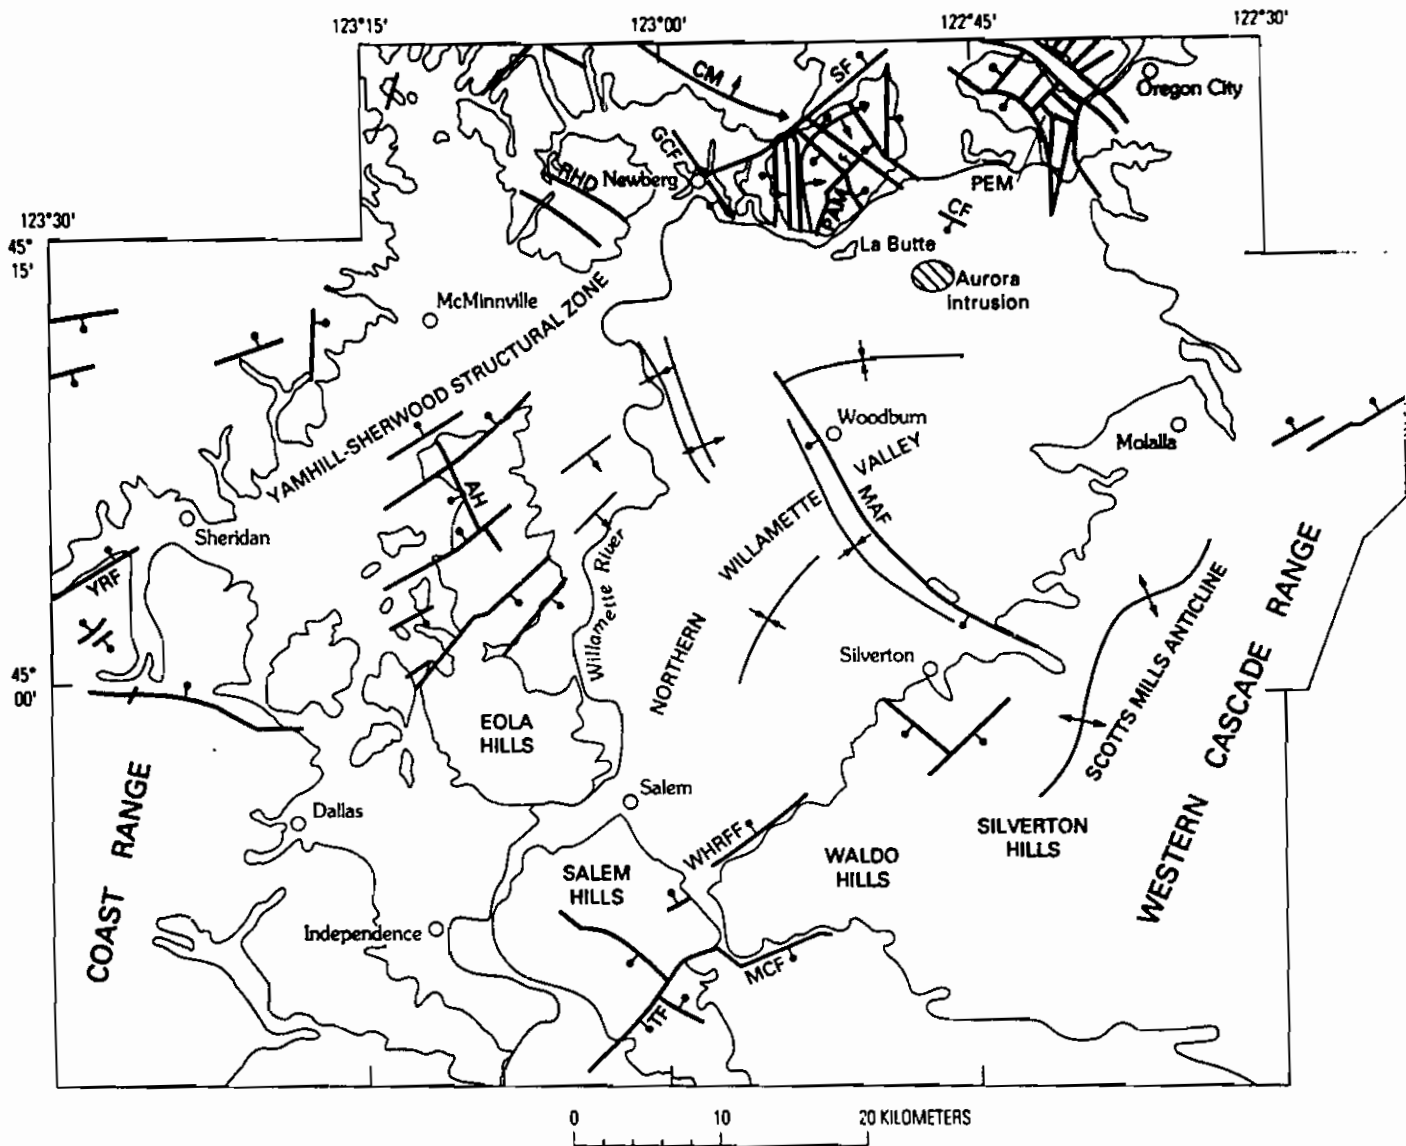 123°15'
123°00'
122°45'
122°30'
CM
SF
Oregon City
GCF
RHD
Newberg
PAM
PEM
CF
123°30'
45°
15'
La Butte
Aurora
intrusion
McMinnville
YAMHILL-SHERWOOD STRUCTURAL ZONE
Woodburn
Molalla
AH
NORTHERN WILLAMETTE VALLEY
MAF
Sheridan
Willamette River
YRF
SCOTTS MILLS ANTICLINE
WESTERN CASCADE RANGE
Silverton
45°
00'
EOLA
HILLS
COAST RANGE
Dallas
Salem
WHRFF
SILVERTON
HILLS
WALDO
HILLS
SALEM
HILLS
Independence
MCF
TF
0 10 20 KILOMETERS